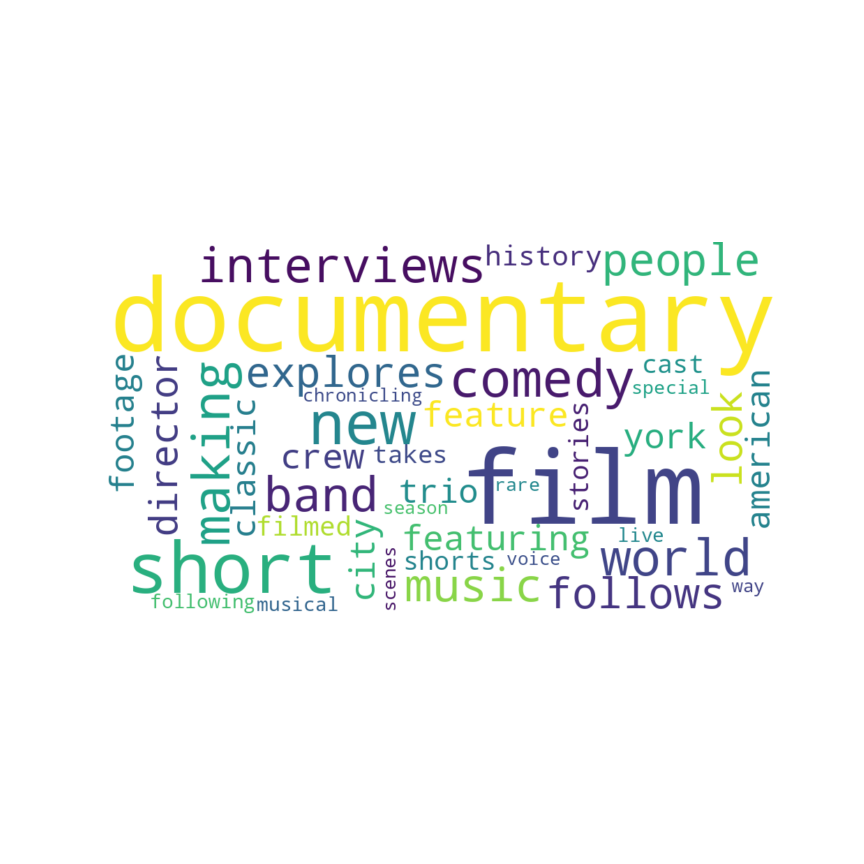 interviews
history
people
documentary
footage
director
making
classic
explores
chronicling
new
comedy
feature
cast
special
look
american
york
stories
crew
takes
band
trio
film
rare
season
filmed
city
featuring
live
short
scenes
shorts
voice
world
music
follows
way
following
musical